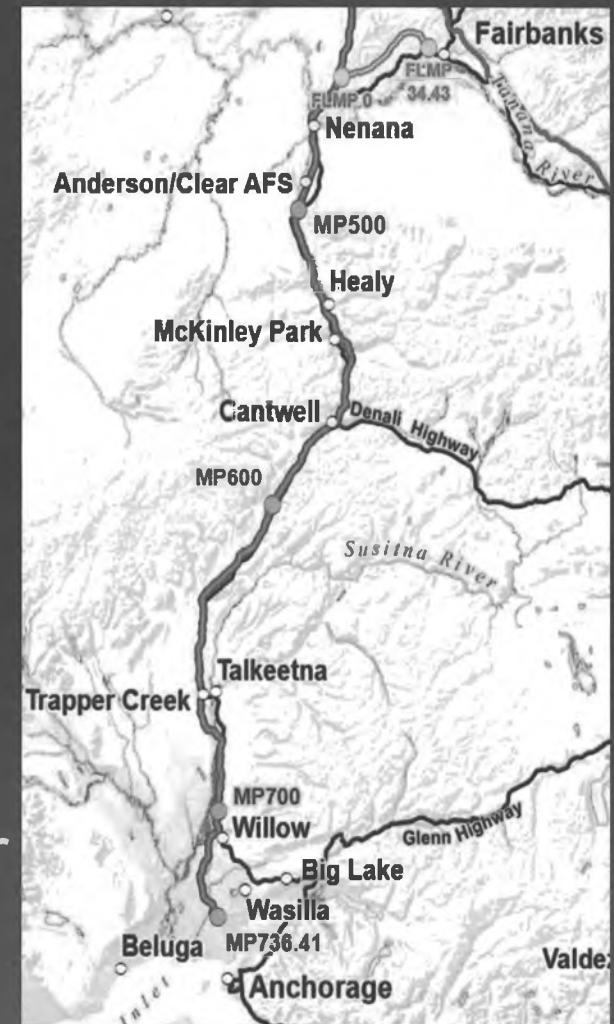 Fairbanks
FLMP 0
FLMP
34.43
Tanana River
Nenana
Anderson/Clear AFS
MP500
Healy
McKinley Park
Cantwell
Denali Highway
MP600
Susitna River
Talkeetna
Trapper Creek
MP700
Willow
Glenn Highway
Big Lake
Wasilla
MP736.41
Beluga
Valdez
Inlet
Anchorage